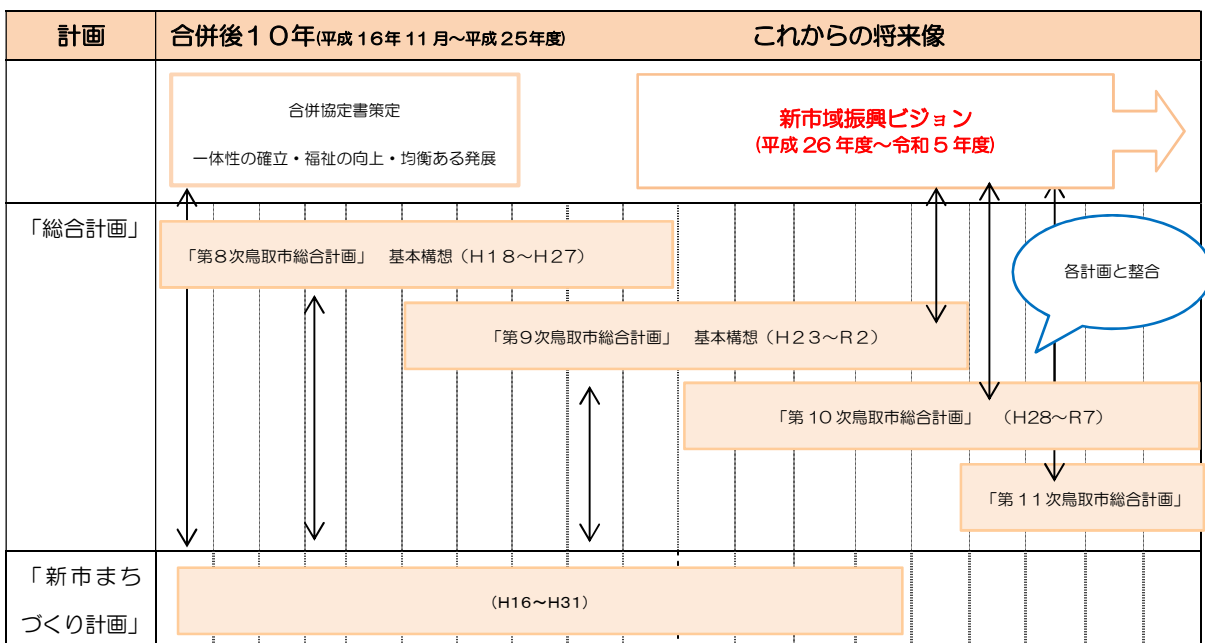 計画
合併後１０年(平成16年11月～平成25年度)
これからの将来像
合併協定書策定
一体性の確立・福祉の向上・均衡ある発展
新市域振興ビジョン
(平成26年度～令和5年度)
「総合計画」
「第８次鳥取市総合計画」　基本構想（Ｈ１８～Ｈ２７）
各計画と整合
「第９次鳥取市総合計画」　基本構想（Ｈ２３～Ｒ２）
「第10次鳥取市総合計画」　（H28～R7）
「第１１次鳥取市総合計画」
「新市まち
づくり計画」
(H16～H31)